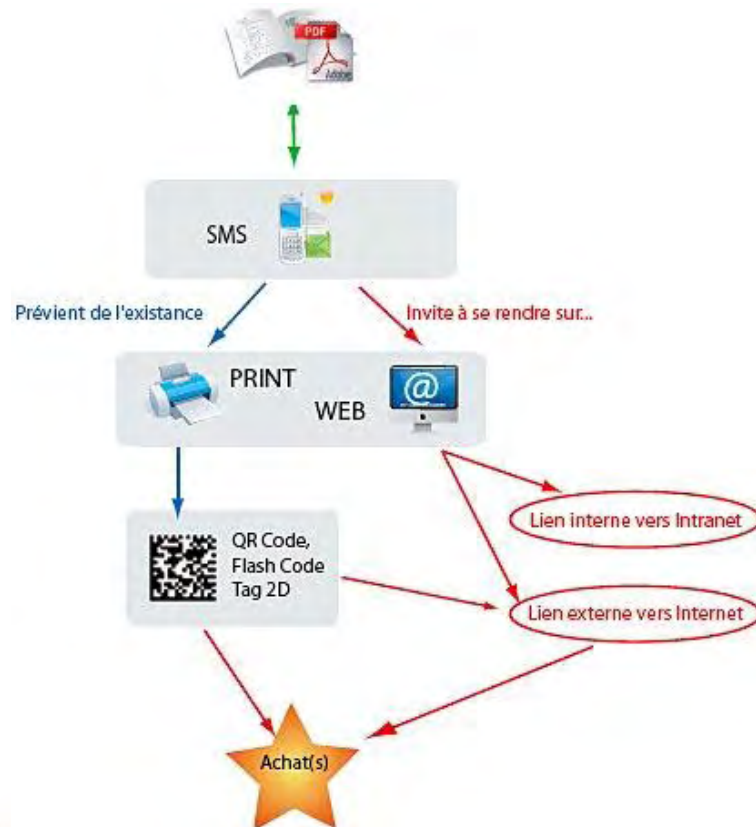 PDF
Adobe
SMS
Prévient de l'existance
Invite à se rendre sur...
PRINT
WEB
@
QR Code,
Flash Code
Tag 2D
Lien interne vers Intranet
Lien externe vers Internet
Achat(s)